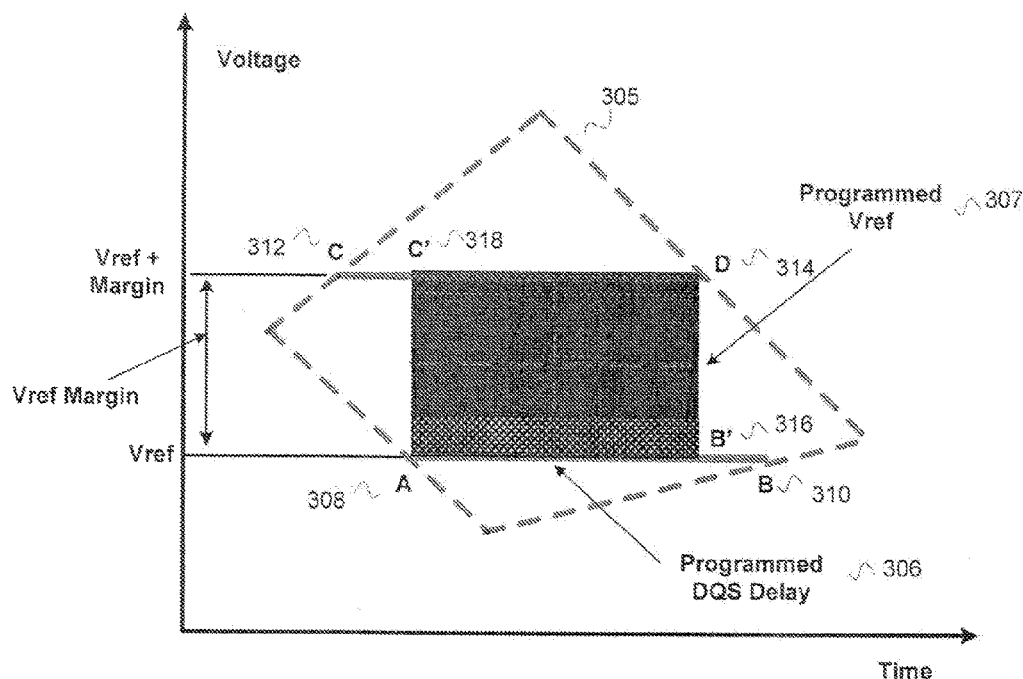 Voltage
305
Programmed
Vref
307
312
C
C'
318
D
314
Vref +
Margin
Vref Margin
Vref
B'
316
308
A
B
310
Programmed
DQS Delay
306
Time